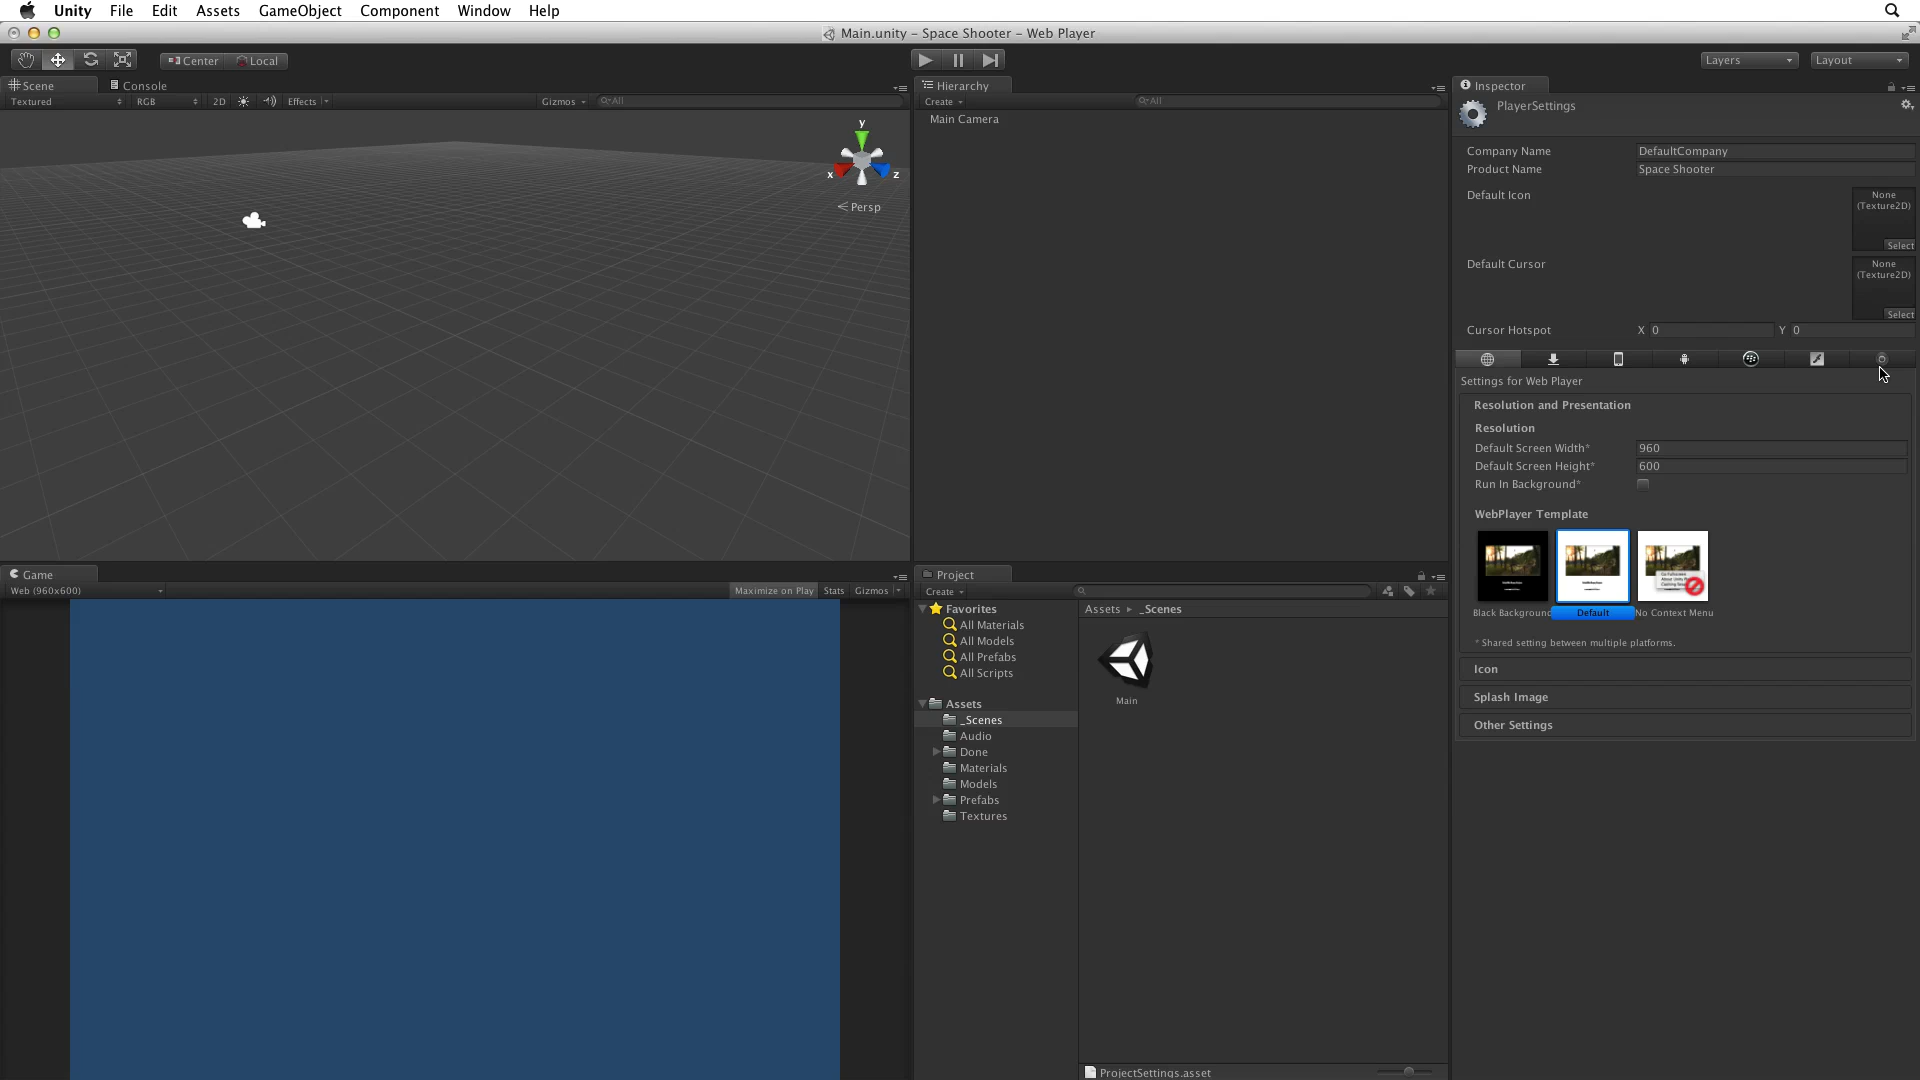 Unity File Edit Assets GameObject Component Window Help
Main.unity – Space Shooter – Web Player
Center Local Layers Layout
Scene Console
Textured RGB 2D Effects Gizmos All
y
x z
Persp
Hierarchy
Create All
Main Camera
Inspector
PlayerSettings
Company Name DefaultCompany
Product Name Space Shooter
Default Icon None
(Texture2D)
Select
Default Cursor None
(Texture2D)
Select
Cursor Hotspot X 0 Y 0
Settings for Web Player
Resolution and Presentation
Resolution
Default Screen Width* 960
Default Screen Height* 600
Run In Background*
WebPlayer Template
Black Background Default No Context Menu
* Shared setting between multiple platforms.
Icon
Splash Image
Other Settings
Game
Web (960x600) Maximize on Play Stats Gizmos
Project
Create
Favorites
All Materials
All Models
All Prefabs
All Scripts
Assets
_Scenes
Audio
Done
Materials
Models
Prefabs
Textures
Assets _Scenes
Main
ProjectSettings.asset